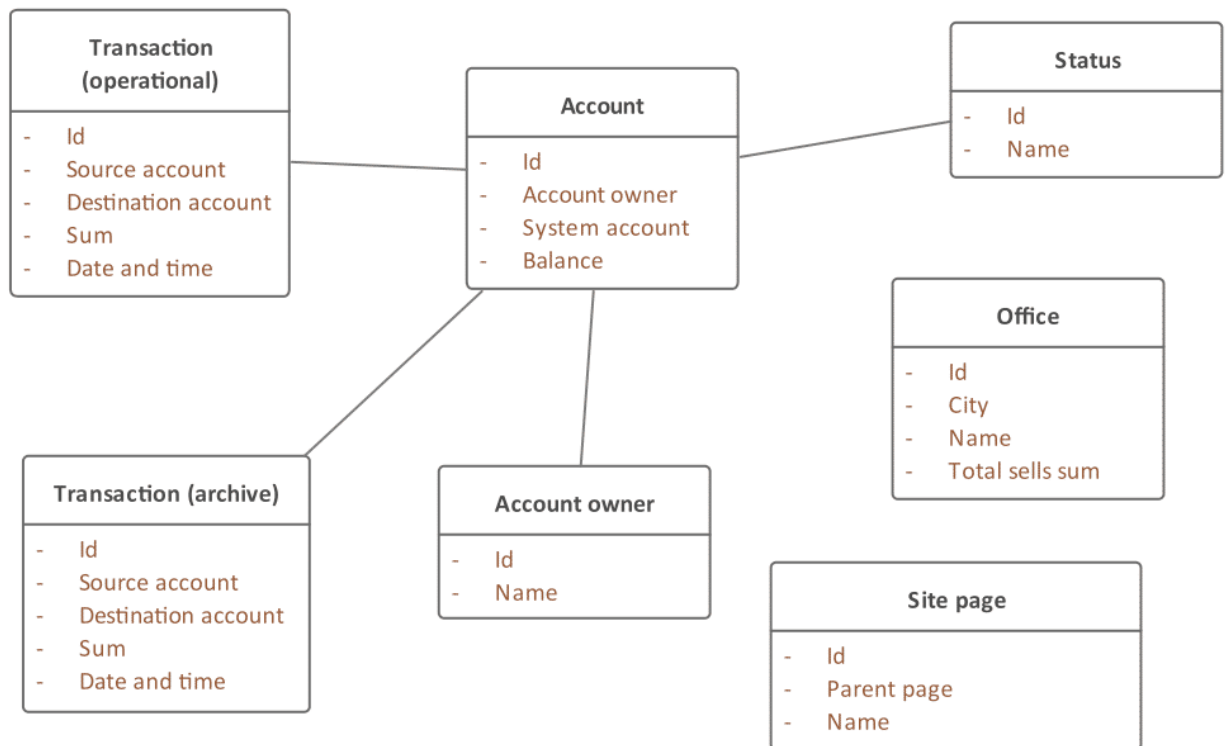 Transaction
(operational)
- Id
- Source account
- Destination account
- Sum
- Date and time
Account
- Id
- Account owner
- System account
- Balance
Status
- Id
- Name
Office
- Id
- City
- Name
- Total sells sum
Transaction (archive)
- Id
- Source account
- Destination account
- Sum
- Date and time
Account owner
- Id
- Name
Site page
- Id
- Parent page
- Name